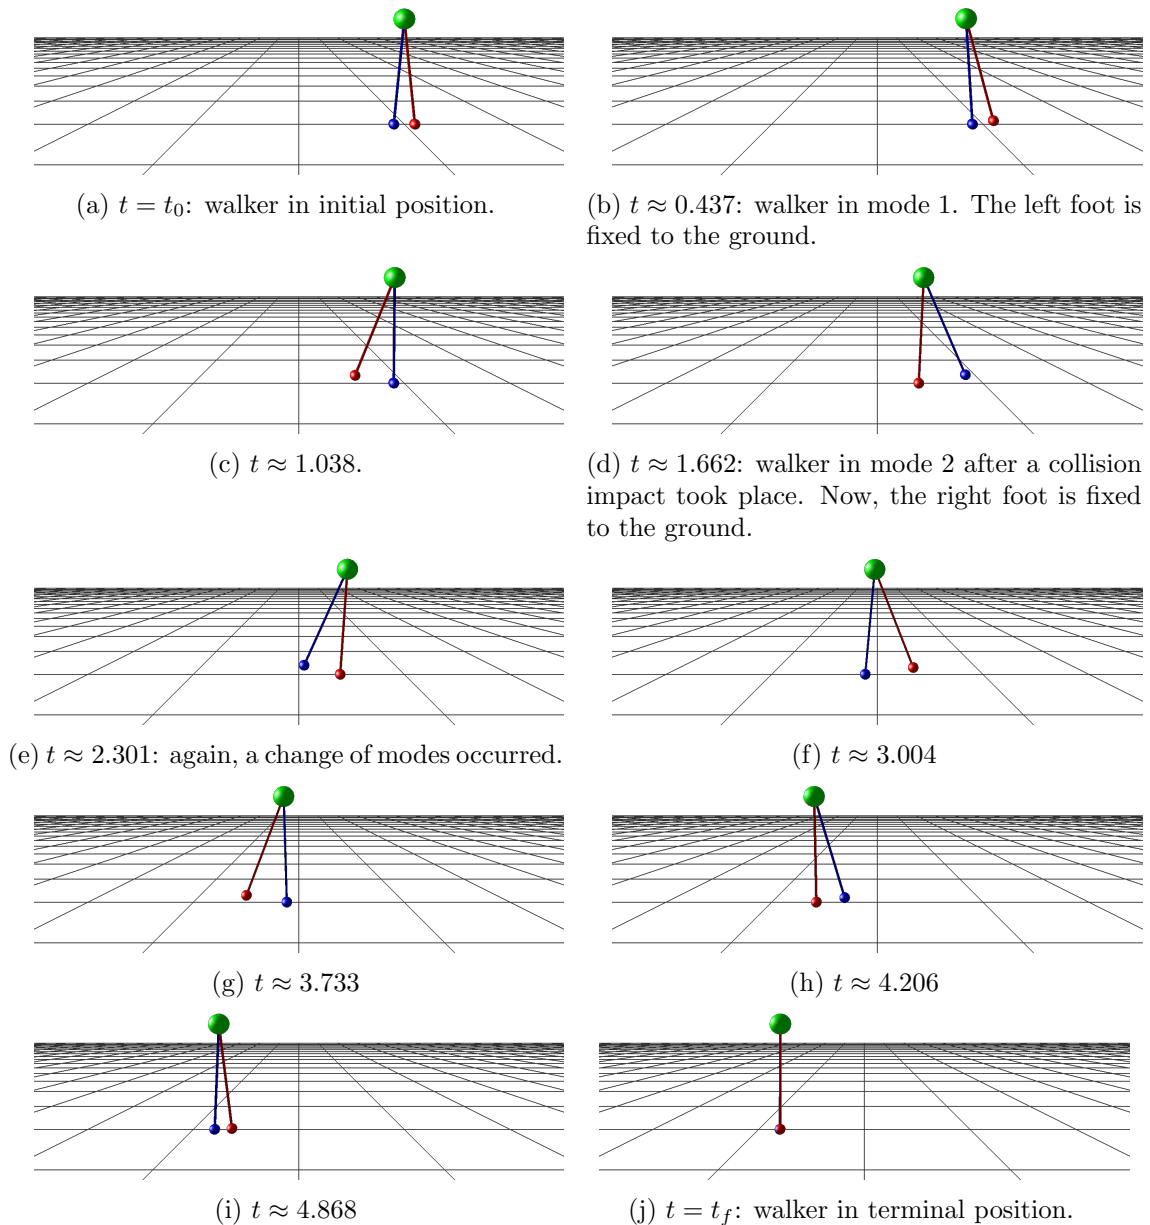 (a) t = t₀: walker in initial position.
(b) t ≈ 0.437: walker in mode 1. The left foot is
fixed to the ground.
(c) t ≈ 1.038.
(d) t ≈ 1.662: walker in mode 2 after a collision
impact took place. Now, the right foot is fixed
to the ground.
(e) t ≈ 2.301: again, a change of modes occurred.
(f) t ≈ 3.004
(g) t ≈ 3.733
(h) t ≈ 4.206
(i) t ≈ 4.868
(j) t = t_f: walker in terminal position.